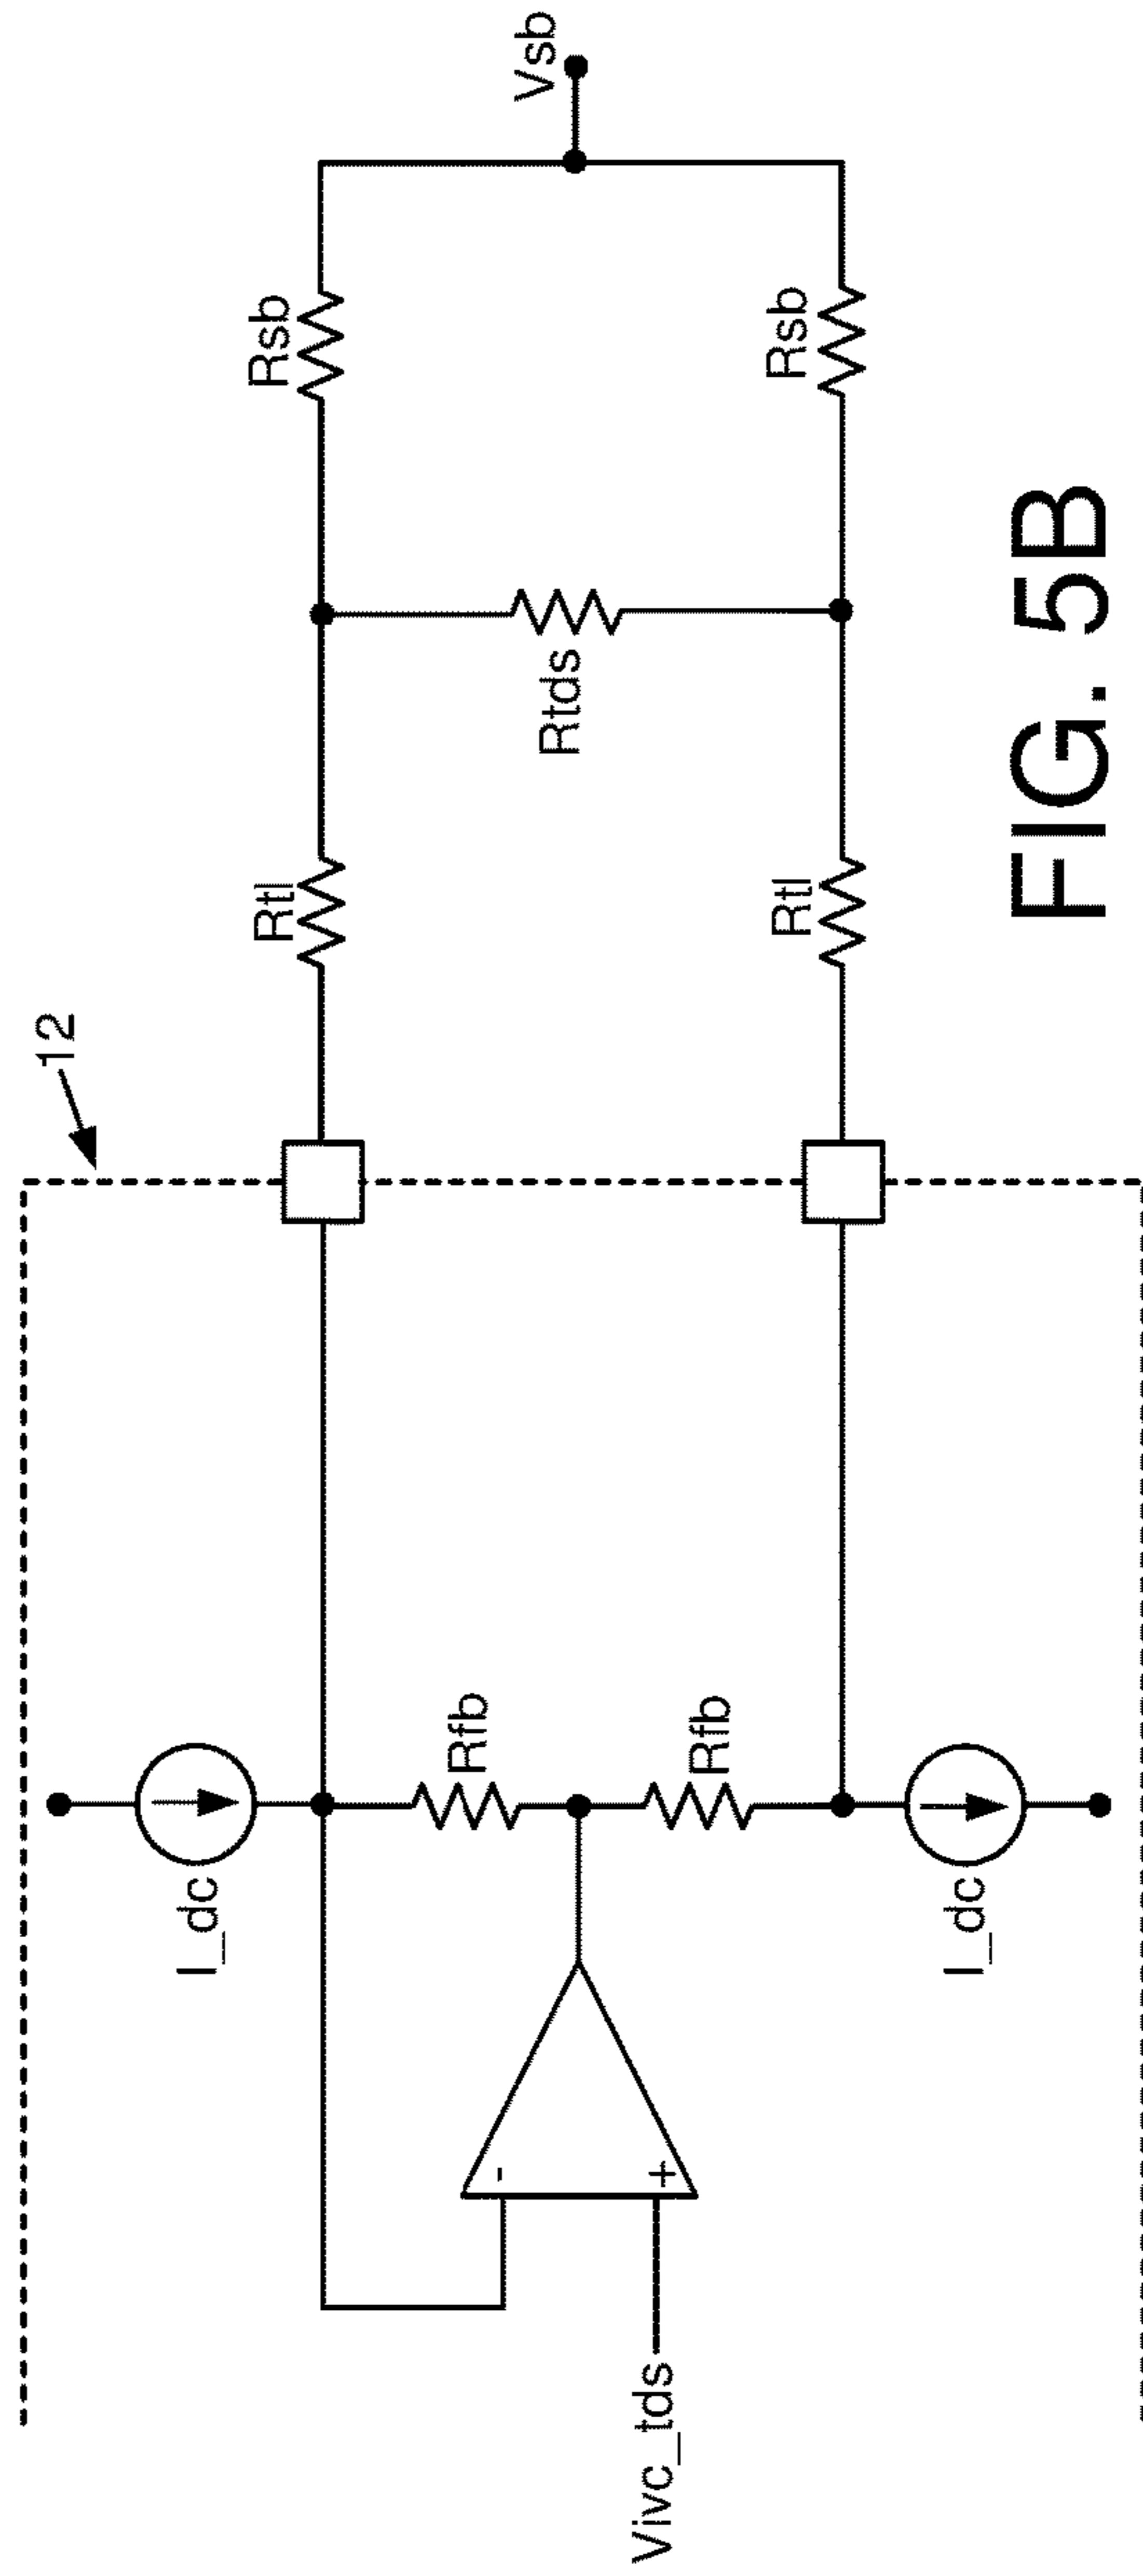 12
I_dc
Rfb
Rtl
Rsb
Vsb
Rtds
-
+
Vivc_tds
Rfb
Rtl
Rsb
I_dc
FIG. 5B